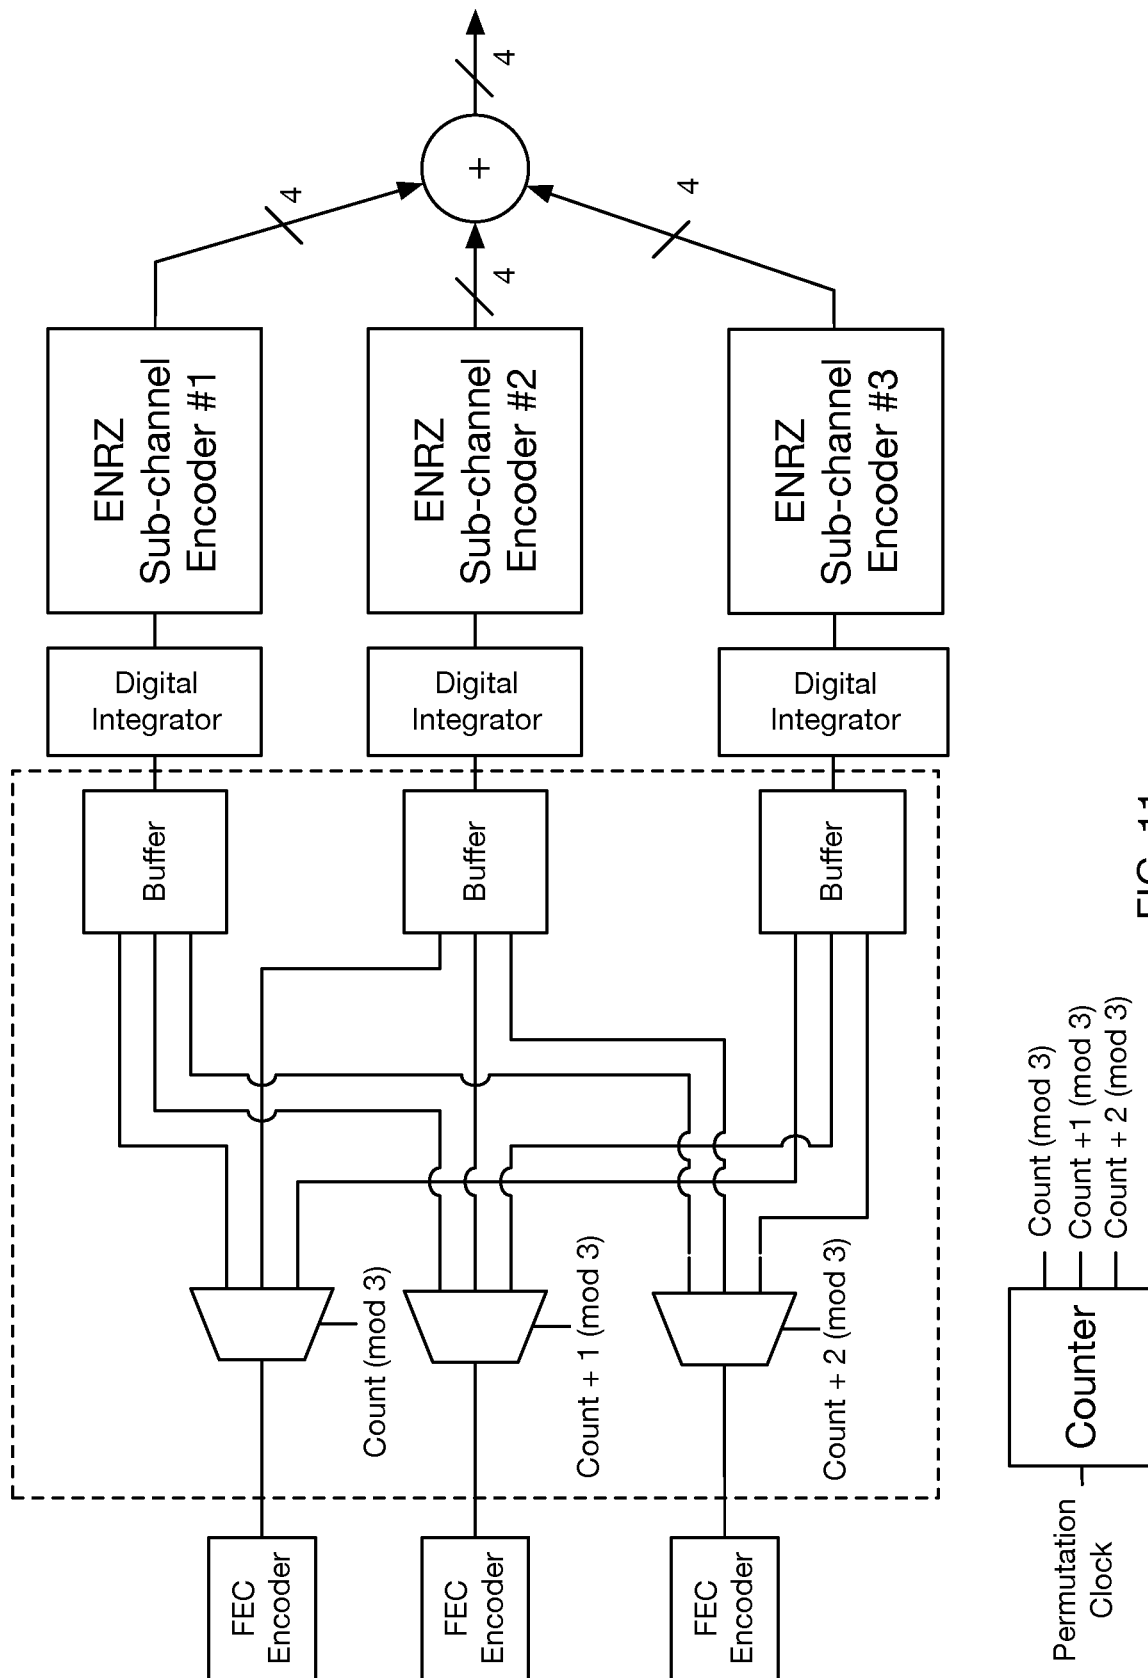 FEC
Encoder
FEC
Encoder
FEC
Encoder
Count (mod 3)
Count + 1 (mod 3)
Count + 2 (mod 3)
Buffer
Buffer
Buffer
Digital
Integrator
Digital
Integrator
Digital
Integrator
ENRZ
Sub-channel
Encoder #1
ENRZ
Sub-channel
Encoder #2
ENRZ
Sub-channel
Encoder #3
4
4
4
+
4
Permutation
Clock
Counter
Count (mod 3)
Count +1 (mod 3)
Count + 2 (mod 3)
FIG. 11